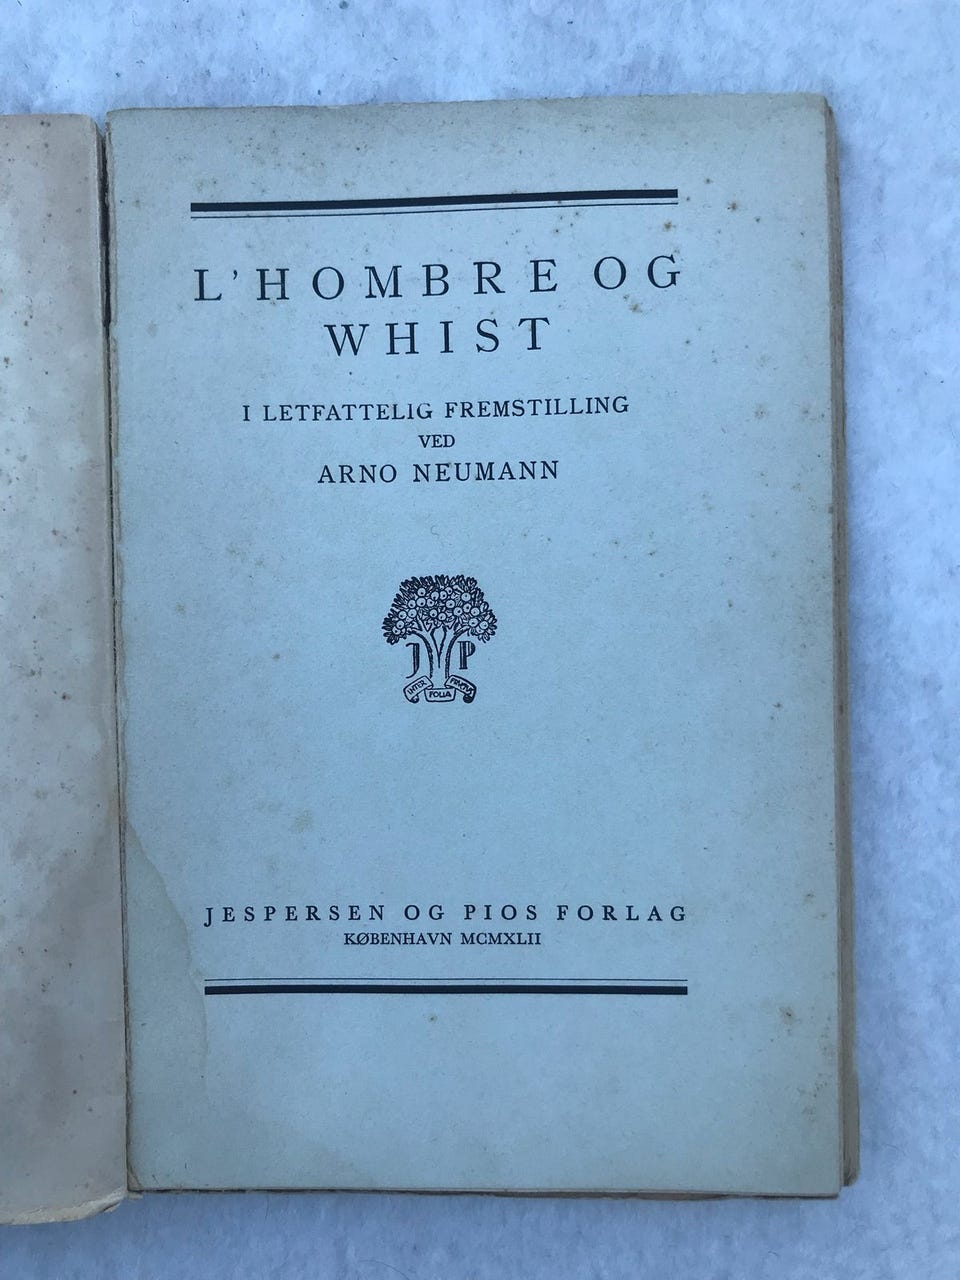 L'HOMBRE OG
WHIST
I LETFATTELIG FREMSTILLING
VED
ARNO NEUMANN
J P
INTER FOLIA FRUCTUS
JESPERSEN OG PIOS FORLAG
KØBENHAVN MCMXLII